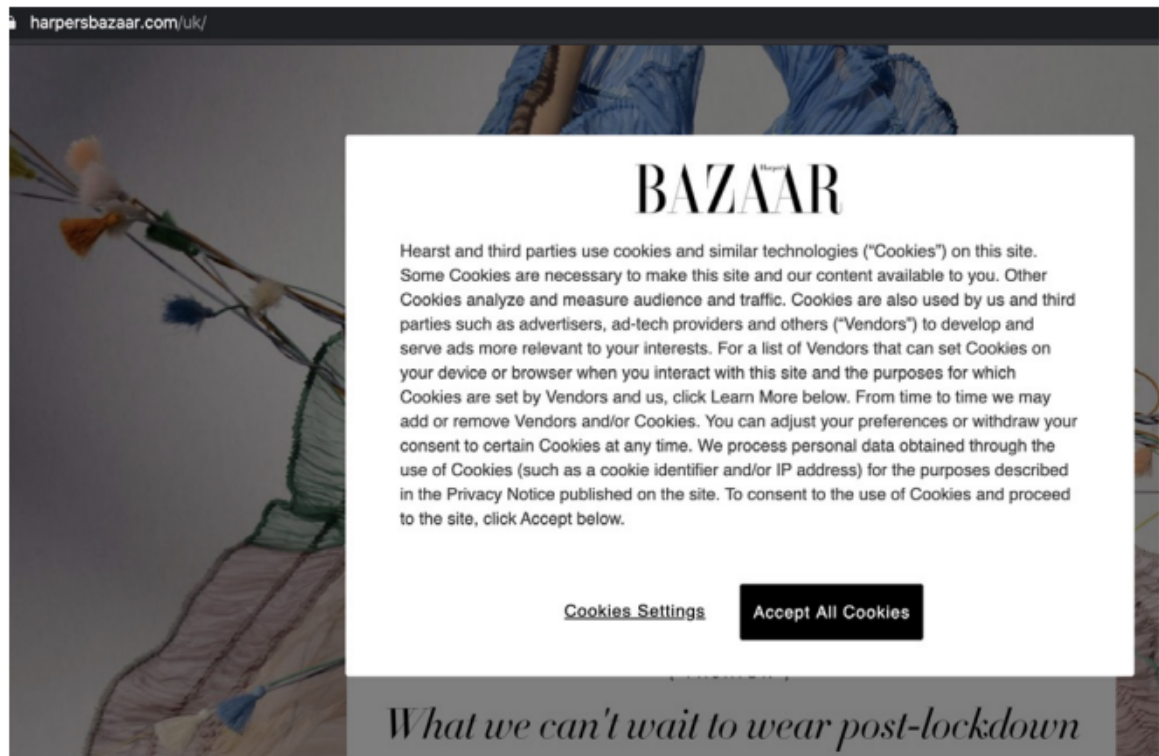 harpersbazaar.com/uk/
Harper's
BAZAAR
Hearst and third parties use cookies and similar technologies (“Cookies”) on this site.
Some Cookies are necessary to make this site and our content available to you. Other
Cookies analyze and measure audience and traffic. Cookies are also used by us and third
parties such as advertisers, ad-tech providers and others (“Vendors”) to develop and
serve ads more relevant to your interests. For a list of Vendors that can set Cookies on
your device or browser when you interact with this site and the purposes for which
Cookies are set by Vendors and us, click Learn More below. From time to time we may
add or remove Vendors and/or Cookies. You can adjust your preferences or withdraw your
consent to certain Cookies at any time. We process personal data obtained through the
use of Cookies (such as a cookie identifier and/or IP address) for the purposes described
in the Privacy Notice published on the site. To consent to the use of Cookies and proceed
to the site, click Accept below.
Cookies Settings
Accept All Cookies
What we can't wait to wear post-lockdown